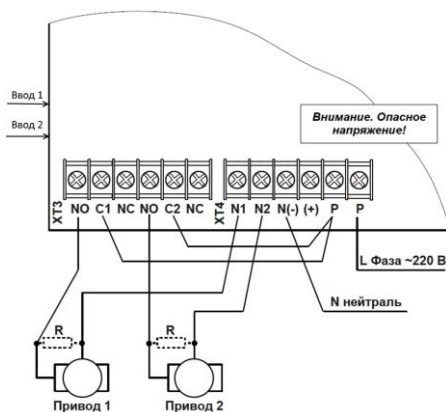 Ввод 1
Ввод 2
Внимание. Опасное
напряжение!
XT3
NO C1 NC NO C2 NC
XT4
N1 N2 N(-) (+) P P
L Фаза ~220 В
N нейтраль
R
R
Привод 1
Привод 2